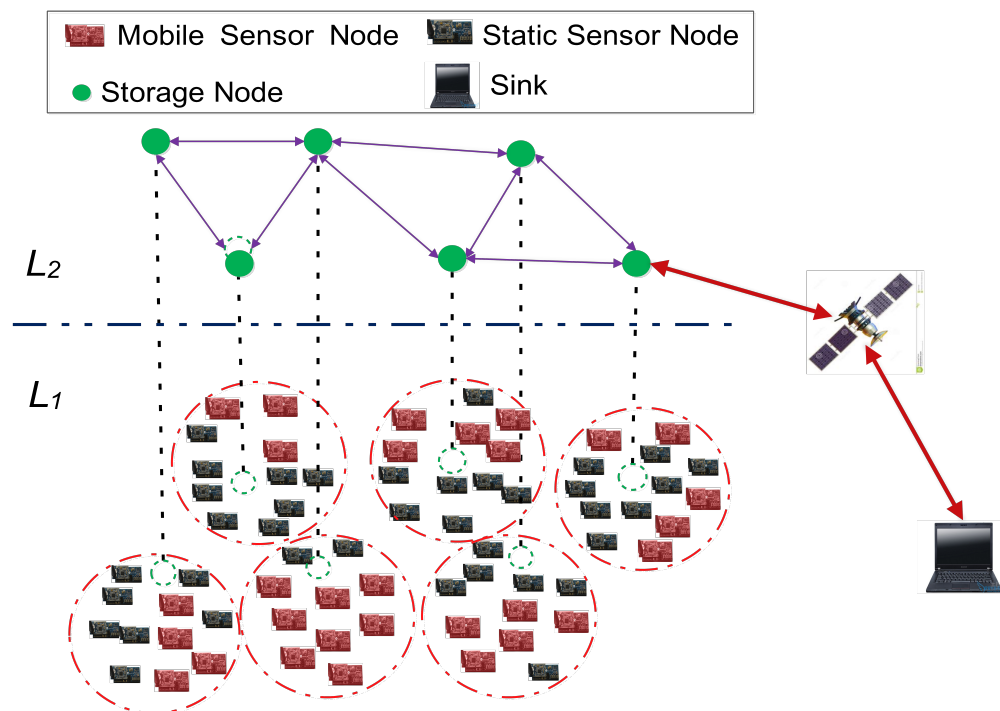 Mobile Sensor Node
Static Sensor Node
Storage Node
Sink
L2
L1